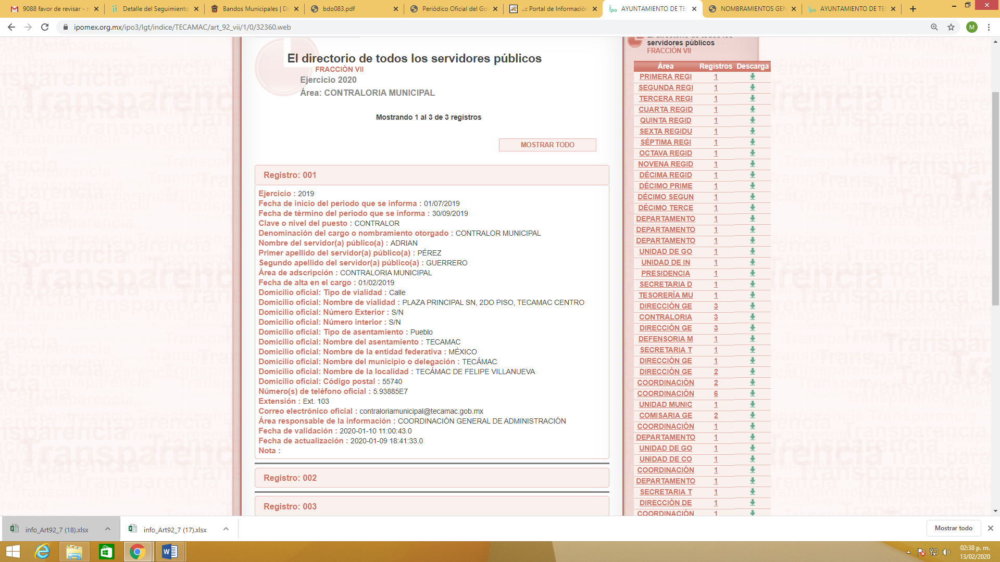 9088 favor de revisar - 
Detalle del Seguimiento
Bandos Municipales | Di
bdo083.pdf
Periódico Oficial del Go
..:: Portal de Información
AYUNTAMIENTO DE TEC
NOMBRAMIENTOS GEN
AYUNTAMIENTO DE TEC
ipomex.org.mx/ipo3/lgt/indice/TECAMAC/art_92_vii/1/0/32360.web
M
El directorio de todos los servidores públicos
FRACCIÓN VII
Ejercicio 2020
Área: CONTRALORIA MUNICIPAL
Mostrando 1 al 3 de 3 registros
MOSTRAR TODO
Registro: 001
Ejercicio : 2019
Fecha de inicio del periodo que se informa : 01/07/2019
Fecha de término del periodo que se informa : 30/09/2019
Clave o nivel del puesto : CONTRALOR
Denominación del cargo o nombramiento otorgado : CONTRALOR MUNICIPAL
Nombre del servidor(a) público(a) : ADRIAN
Primer apellido del servidor(a) público(a) : PÉREZ
Segundo apellido del servidor(a) público(a) : GUERRERO
Área de adscripción : CONTRALORIA MUNICIPAL
Fecha de alta en el cargo : 01/02/2019
Domicilio oficial: Tipo de vialidad : Calle
Domicilio oficial: Nombre de vialidad : PLAZA PRINCIPAL SN, 2DO PISO, TECAMAC CENTRO
Domicilio oficial: Número Exterior : S/N
Domicilio oficial: Número interior : S/N
Domicilio oficial: Tipo de asentamiento : Pueblo
Domicilio oficial: Nombre del asentamiento : TECAMAC
Domicilio oficial: Nombre de la entidad federativa : MÉXICO
Domicilio oficial: Nombre del municipio o delegación : TECÁMAC
Domicilio oficial: Nombre de la localidad : TECÁMAC DE FELIPE VILLANUEVA
Domicilio oficial: Código postal : 55740
Número(s) de teléfono oficial : 5.93885E7
Extensión : Ext. 103
Correo electrónico oficial : contraloriamunicipal@tecamac.gob.mx
Área responsable de la información : COORDINACIÓN GENERAL DE ADMINISTRACIÓN
Fecha de validación : 2020-01-10 11:00:43.0
Fecha de actualización : 2020-01-09 18:41:33.0
Nota :
Registro: 002
Registro: 003
El directorio de todos los
servidores públicos
FRACCIÓN VII
Área Registros Descarga
PRIMERA REGI 1
SEGUNDA REGI 1
TERCERA REGI 1
CUARTA REGID 1
QUINTA REGID 1
SEXTA REGIDU 1
SÉPTIMA REGI 1
OCTAVA REGID 1
NOVENA REGID 1
DÉCIMA REGID 1
DÉCIMO PRIME 1
DÉCIMO SEGUN 1
DÉCIMO TERCE 1
DEPARTAMENTO 1
DEPARTAMENTO 1
DEPARTAMENTO 1
UNIDAD DE GO 1
UNIDAD DE IN 1
PRESIDENCIA 1
SECRETARIA D 1
TESORERÍA MU 1
DIRECCIÓN GE 3
CONTRALORIA 3
DIRECCIÓN GE 3
DEFENSORIA M 1
SECRETARIA T 1
DIRECCIÓN GE 1
DIRECCIÓN GE 2
COORDINACIÓN 2
COORDINACIÓN 6
UNIDAD MUNIC 1
COMISARIA GE 2
COORDINACIÓN 1
DEPARTAMENTO 1
UNIDAD DE GO 1
UNIDAD DE CO 1
COORDINACIÓN 1
DEPARTAMENTO 1
SECRETARIA T 1
DIRECCIÓN DE 1
COORDINACIÓN 1
info_Art92_7 (18).xlsx
info_Art92_7 (17).xlsx
Mostrar todo
02:38 p. m.
13/02/2020